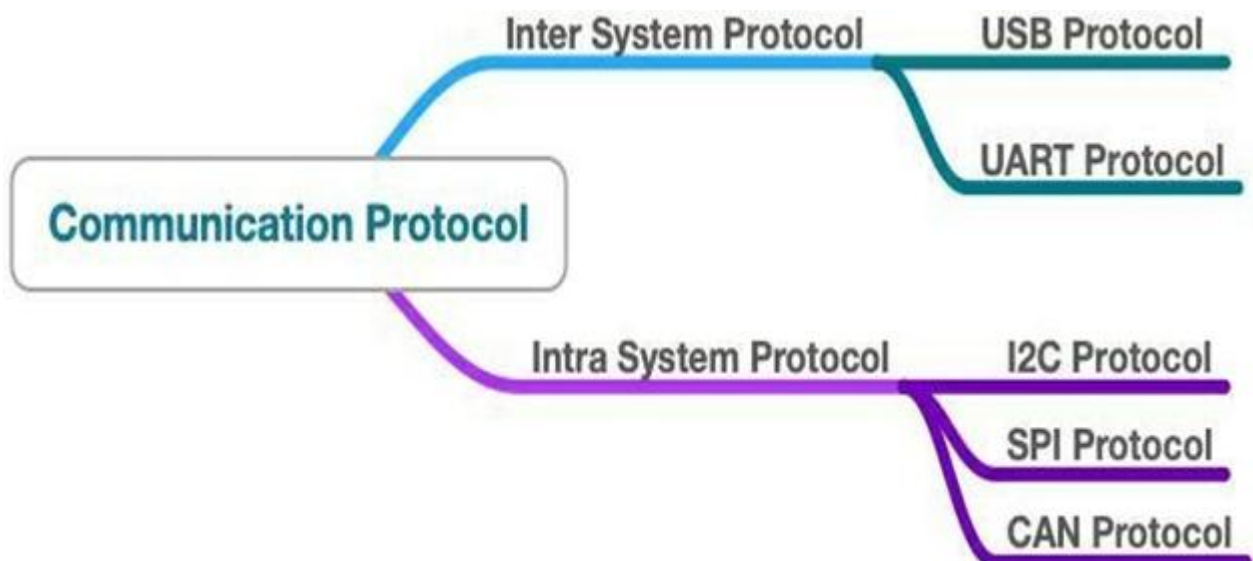 Inter System Protocol
USB Protocol
UART Protocol
Communication Protocol
Intra System Protocol
I2C Protocol
SPI Protocol
CAN Protocol